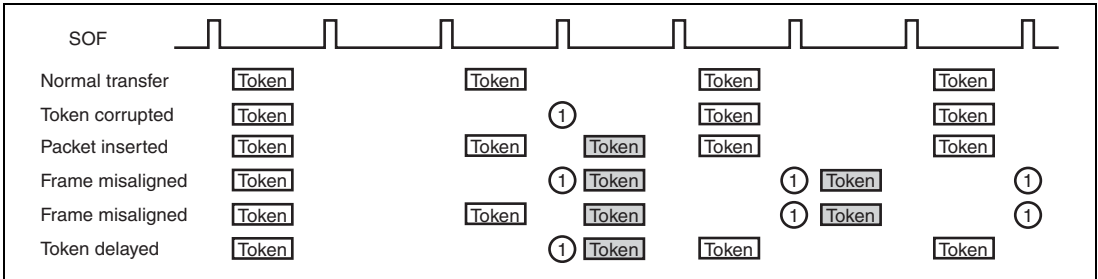 SOF
Normal transfer Token Token Token Token
Token corrupted Token 1 Token Token
Packet inserted Token Token Token Token Token
Frame misaligned Token 1 Token 1 Token 1
Frame misaligned Token Token Token 1 Token 1
Token delayed Token 1 Token Token Token